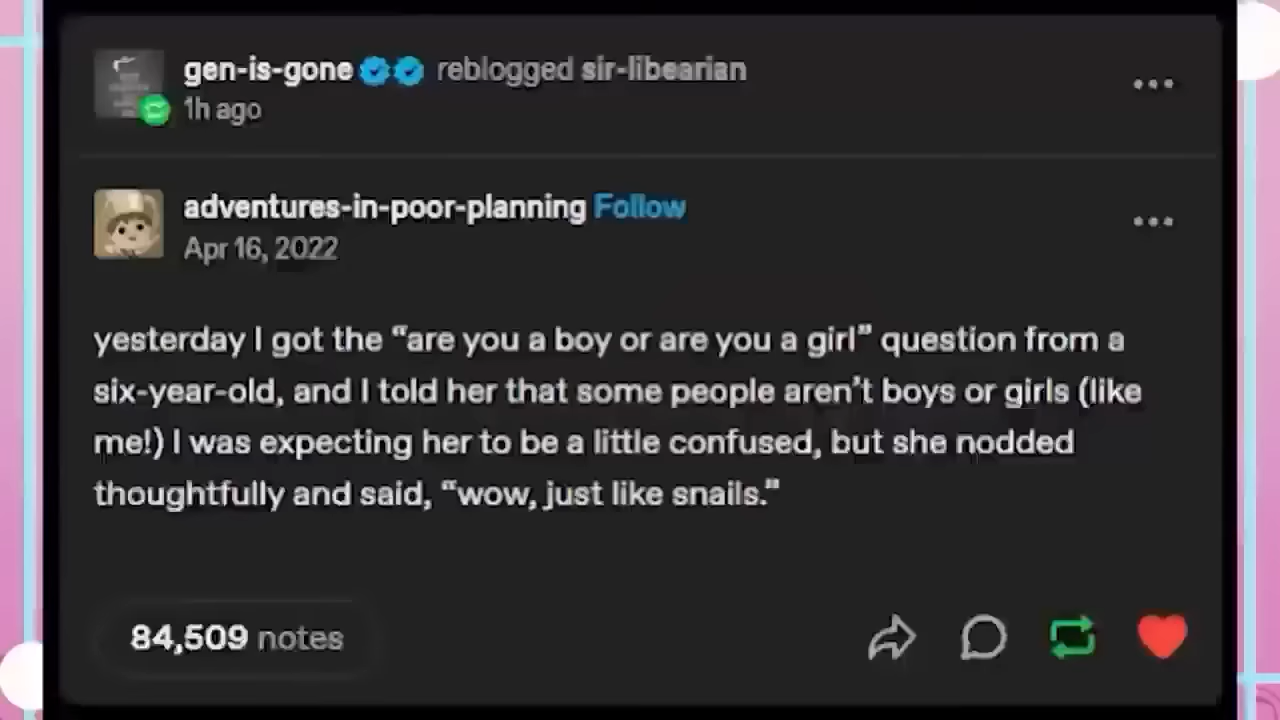 gen-is-gone reblogged sir-libearian
1h ago
adventures-in-poor-planning Follow
Apr 16, 2022
yesterday I got the “are you a boy or are you a girl” question from a
six-year-old, and I told her that some people aren’t boys or girls (like
me!) I was expecting her to be a little confused, but she nodded
thoughtfully and said, “wow, just like snails.”
84,509 notes